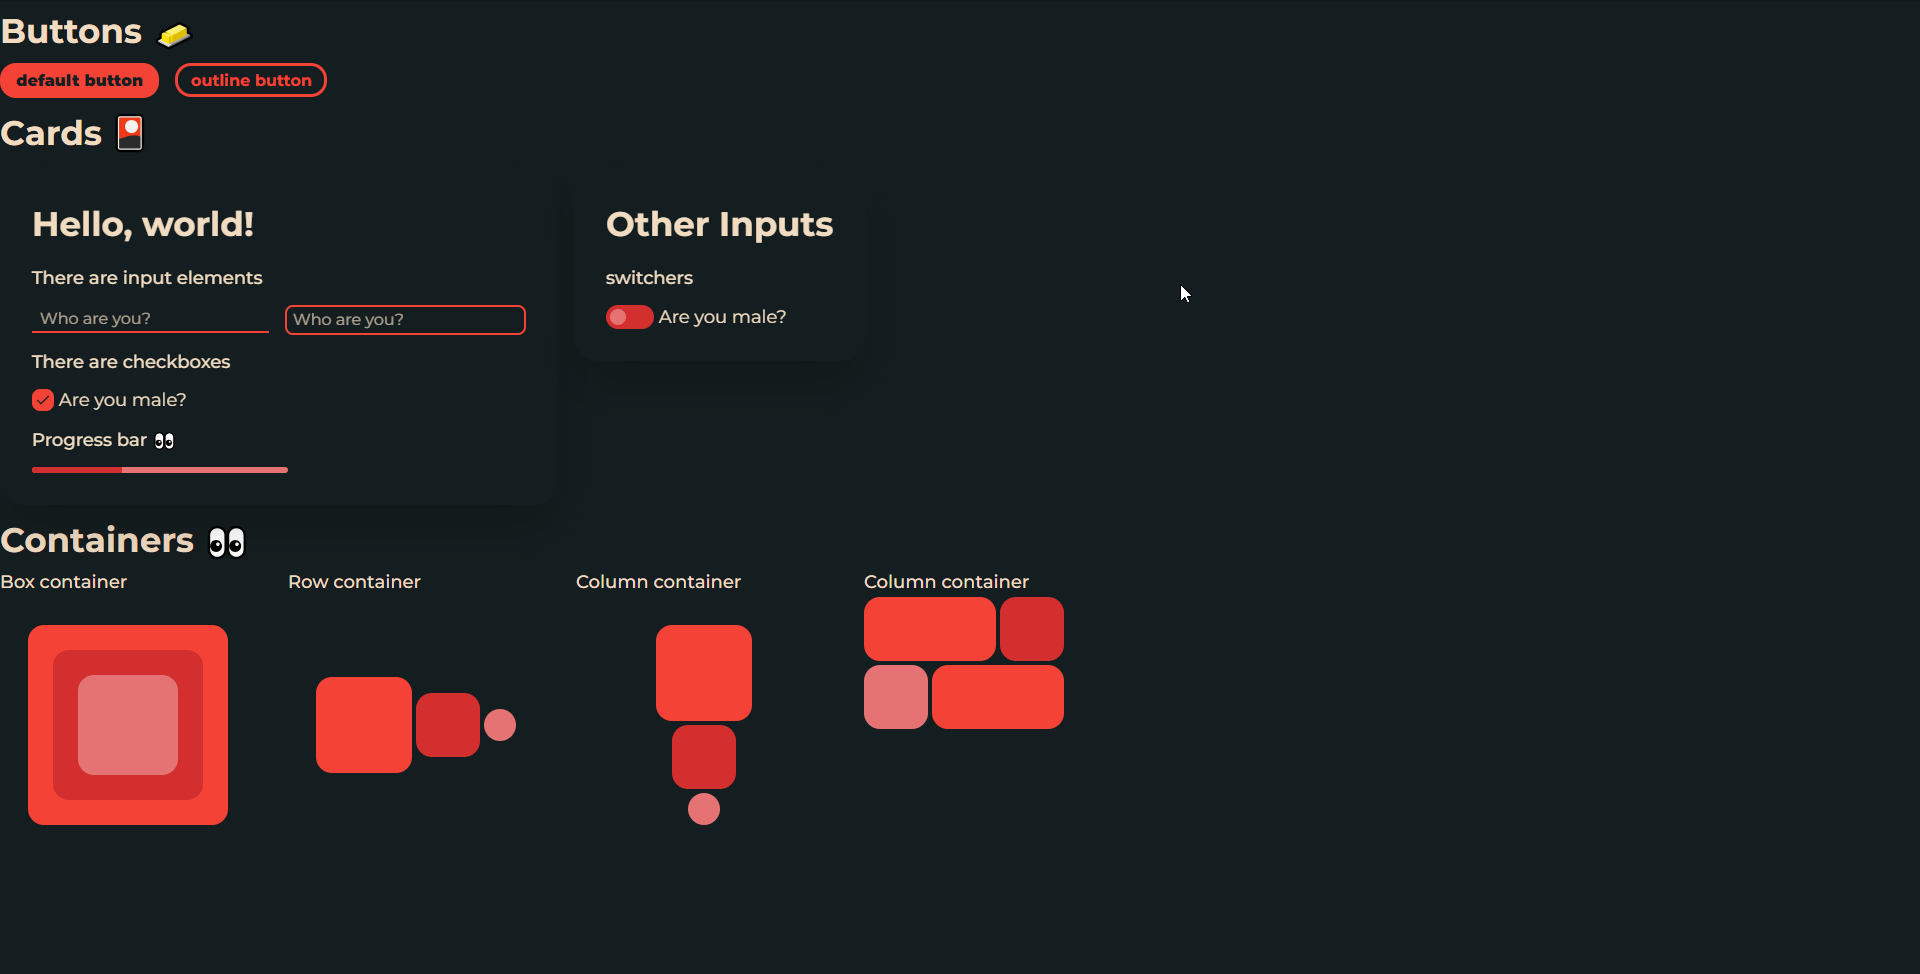 Buttons
default button
outline button
Cards
Hello, world!
There are input elements
Who are you?
Who are you?
There are checkboxes
Are you male?
Progress bar 👀
Other Inputs
switchers
Are you male?
Containers 👀
Box container
Row container
Column container
Column container